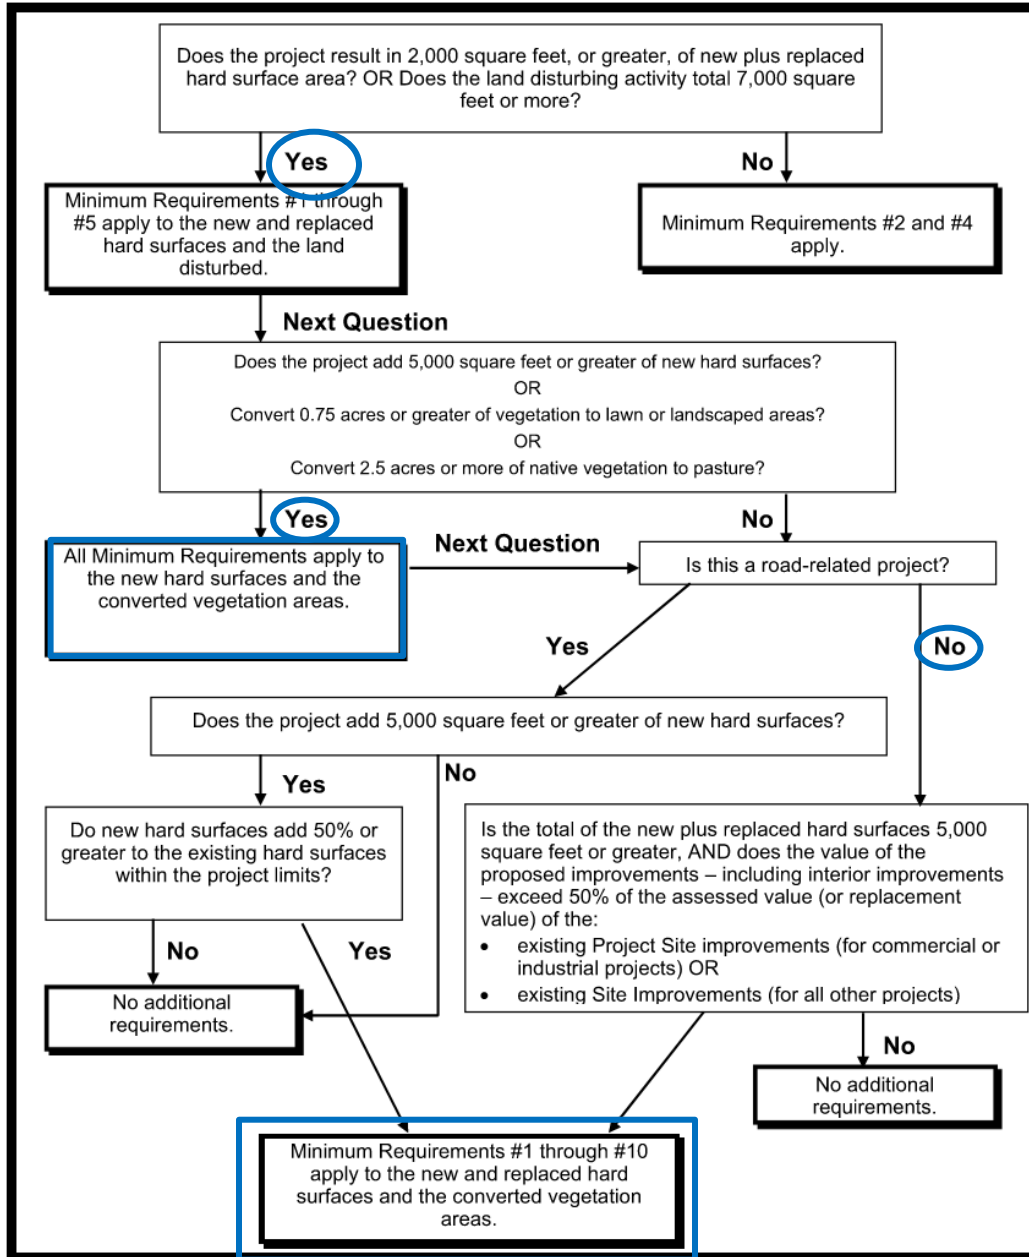 Does the project result in 2,000 square feet, or greater, of new plus replaced
hard surface area? OR Does the land disturbing activity total 7,000 square
feet or more?
Yes
No
Minimum Requirements #1 through
#5 apply to the new and replaced
hard surfaces and the land
disturbed.
Minimum Requirements #2 and #4
apply.
Next Question
Does the project add 5,000 square feet or greater of new hard surfaces?
OR
Convert 0.75 acres or greater of vegetation to lawn or landscaped areas?
OR
Convert 2.5 acres or more of native vegetation to pasture?
Yes
No
All Minimum Requirements apply to
the new hard surfaces and the
converted vegetation areas.
Next Question
Is this a road-related project?
Yes
No
Does the project add 5,000 square feet or greater of new hard surfaces?
Yes
No
Do new hard surfaces add 50% or
greater to the existing hard surfaces
within the project limits?
Is the total of the new plus replaced hard surfaces 5,000
square feet or greater, AND does the value of the
proposed improvements – including interior improvements
– exceed 50% of the assessed value (or replacement
value) of the:
• existing Project Site improvements (for commercial or
industrial projects) OR
• existing Site Improvements (for all other projects)
No
Yes
No additional
requirements.
No
No additional
requirements.
Minimum Requirements #1 through #10
apply to the new and replaced hard
surfaces and the converted vegetation
areas.